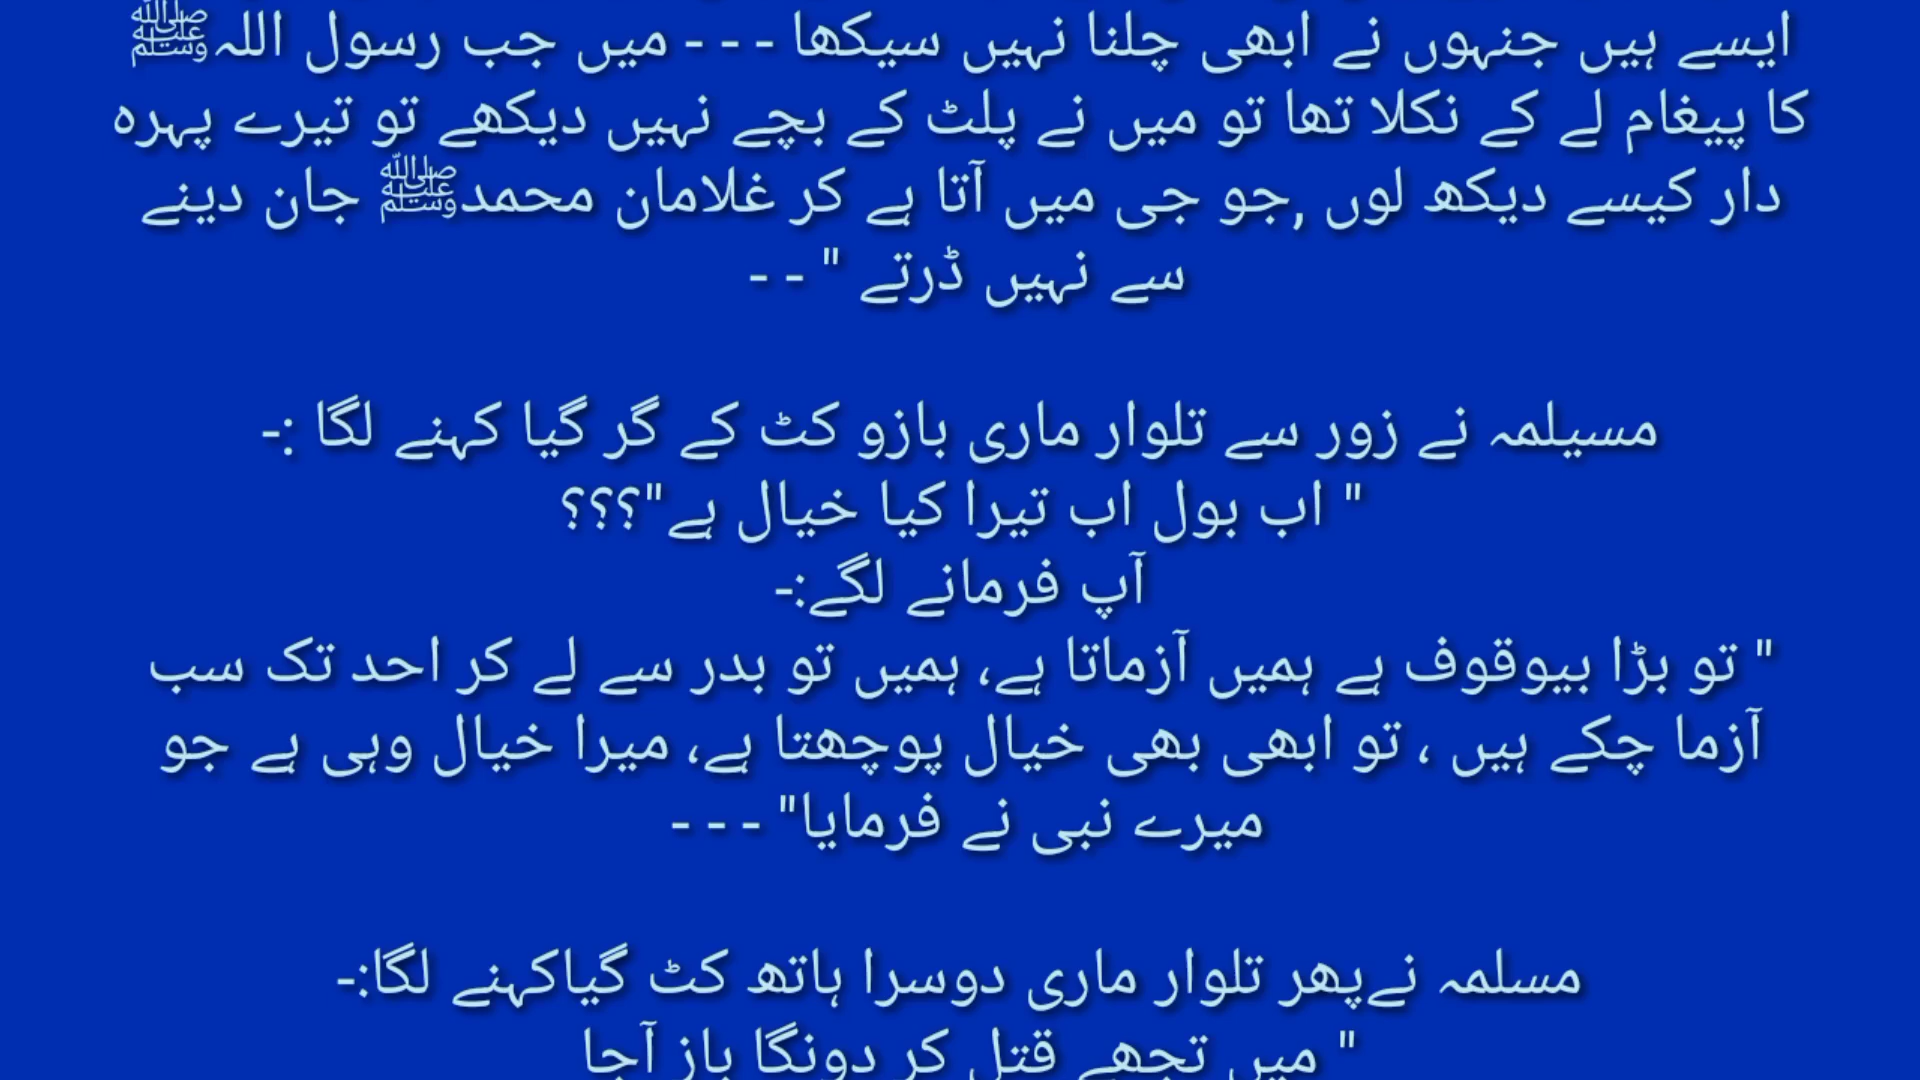 ایسے ہیں جنہوں نے ابھی چلنا نہیں سیکھا - - - میں جب رسول اللہ ﷺ
کا پیغام لے کے نکلا تھا تو میں نے پلٹ کے بچے نہیں دیکھے تو تیرے پہرہ
دار کیسے دیکھ لوں ,جو جی میں آتا ہے کر غلامان محمدﷺ جان دینے
سے نہیں ڈرتے " - -
مسیلمہ نے زور سے تلوار ماری بازو کٹ کے گر گیا کہنے لگا :-
" اب بول اب تیرا کیا خیال ہے"؟؟؟
آپ فرمانے لگے:-
" تو بڑا بیوقوف ہے ہمیں آزماتا ہے، ہمیں تو بدر سے لے کر احد تک سب
آزما چکے ہیں ، تو ابھی بھی خیال پوچھتا ہے، میرا خیال وہی ہے جو
میرے نبی نے فرمایا" - - -
مسلمہ نےپھر تلوار ماری دوسرا ہاتھ کٹ گیاکہنے لگا:-
" میں تجھے قتل کر دونگا باز آجا